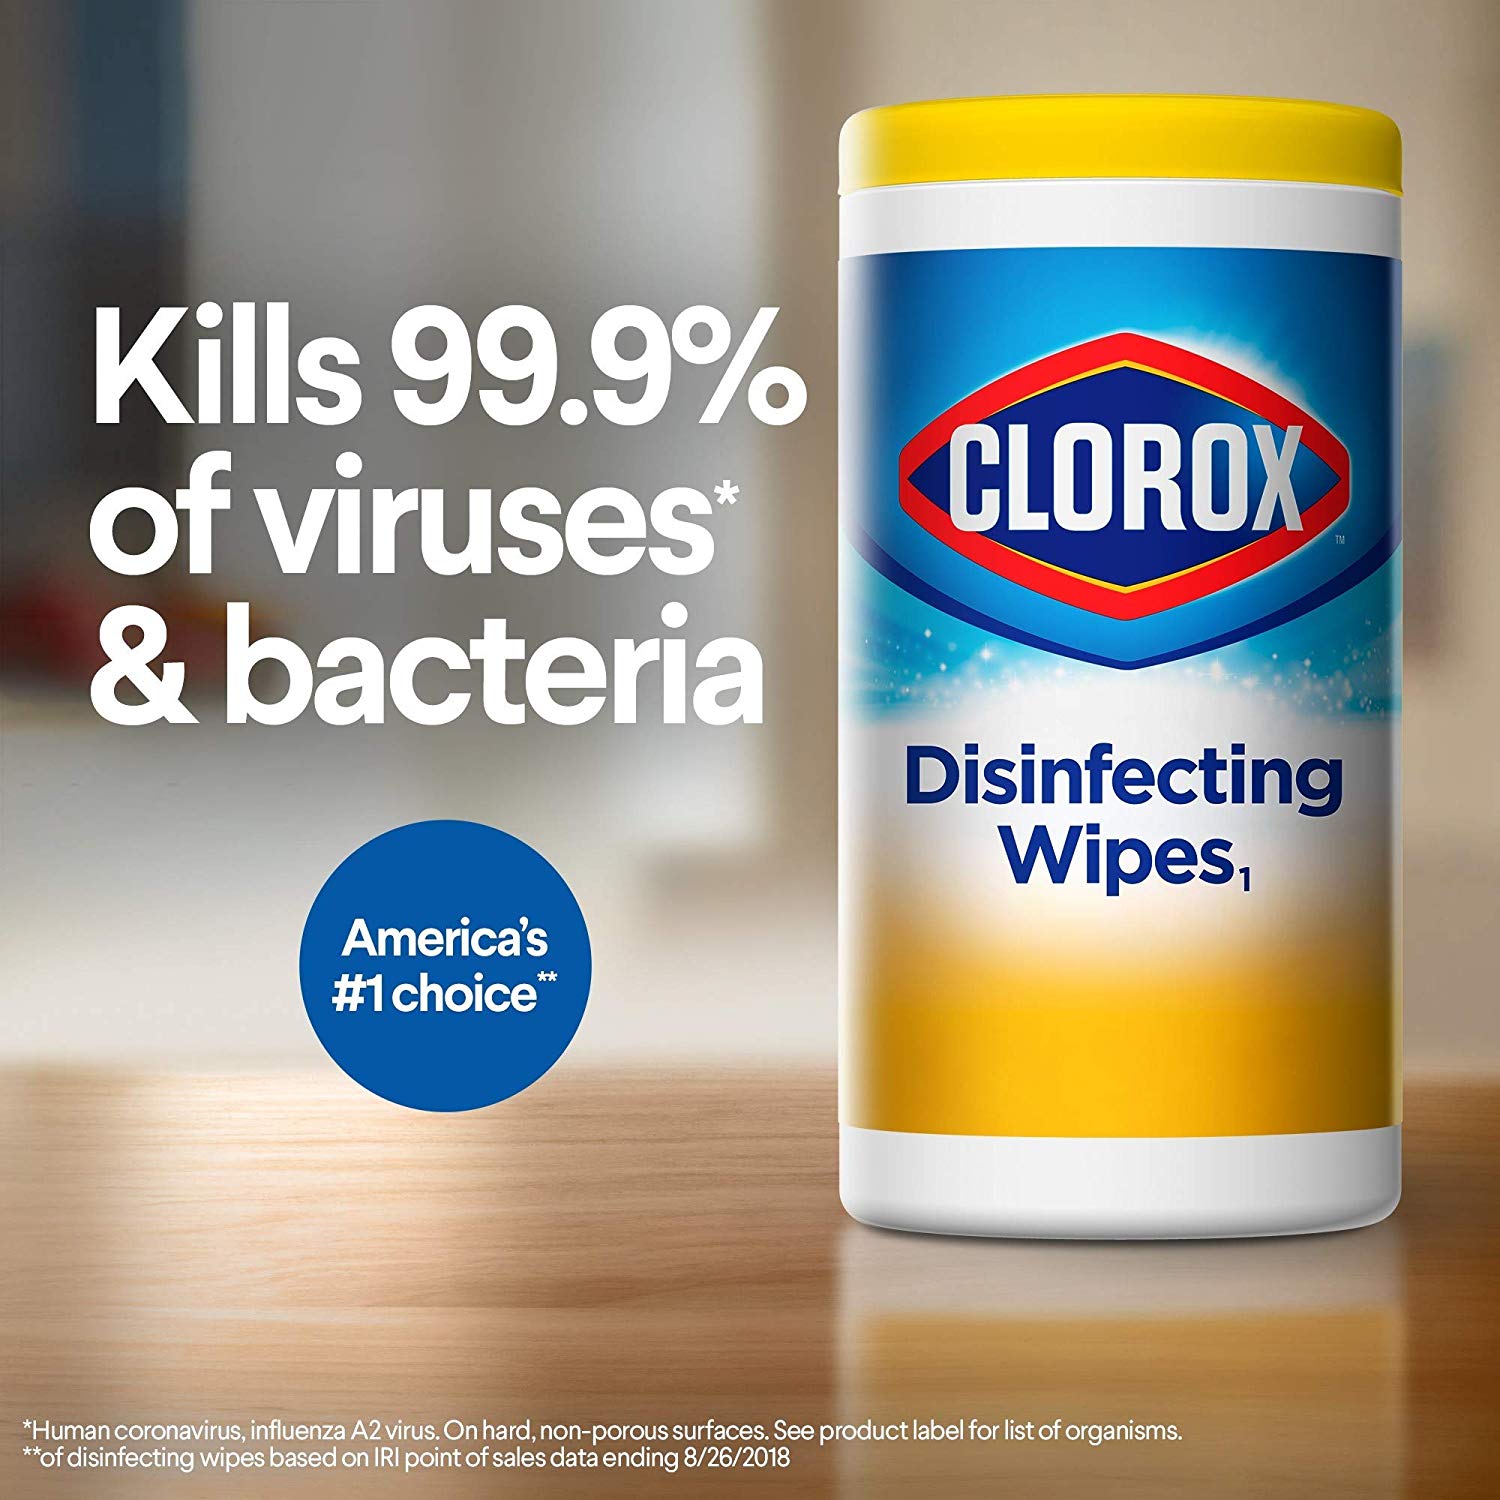 Kills 99.9%
of viruses*
& bacteria
America's
#1 choice**
CLOROX
TM
Disinfecting
Wipes1
*Human coronavirus, influenza A2 virus. On hard, non-porous surfaces. See product label for list of organisms.
**of disinfecting wipes based on IRI point of sales data ending 8/26/2018